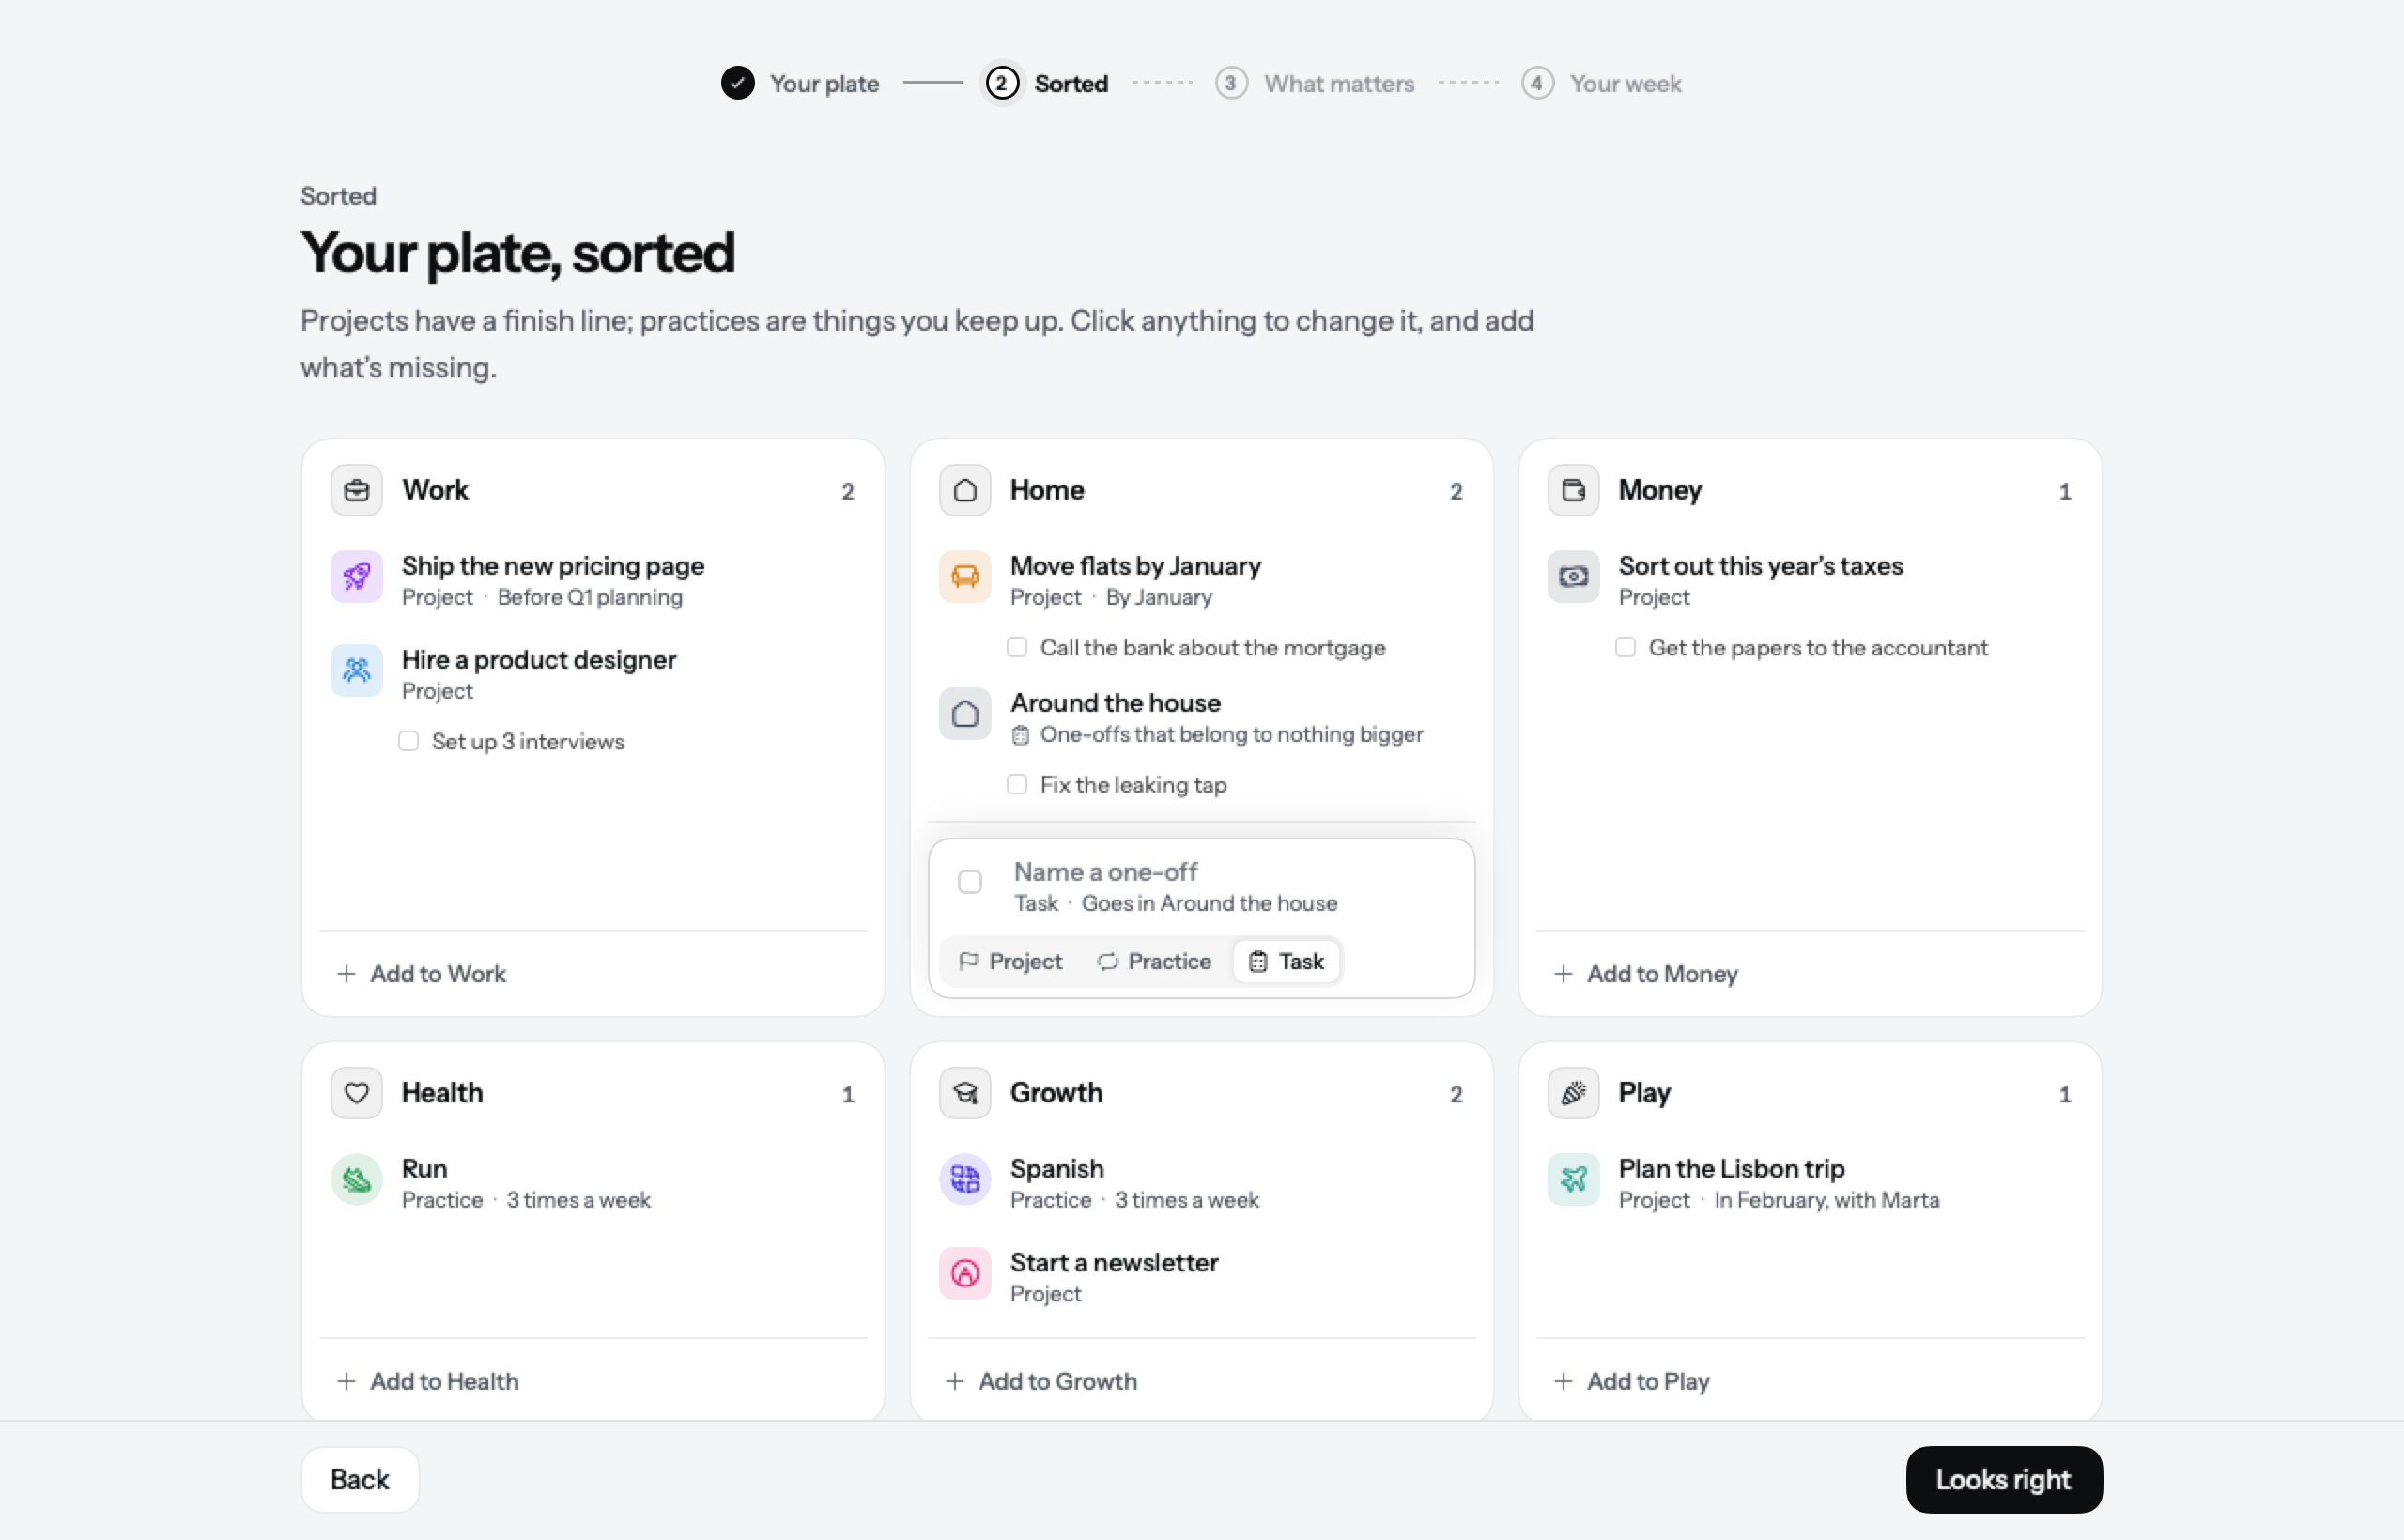 Your plate
2 Sorted
3 What matters
4 Your week
Sorted
Your plate, sorted
Projects have a finish line; practices are things you keep up. Click anything to change it, and add
what's missing.
Work 2
Ship the new pricing page
Project · Before Q1 planning
Hire a product designer
Project
Set up 3 interviews
+ Add to Work
Home 2
Move flats by January
Project · By January
Call the bank about the mortgage
Around the house
One-offs that belong to nothing bigger
Fix the leaking tap
Name a one-off
Task · Goes in Around the house
Project Practice Task
Money 1
Sort out this year's taxes
Project
Get the papers to the accountant
+ Add to Money
Health 1
Run
Practice · 3 times a week
+ Add to Health
Growth 2
Spanish
Practice · 3 times a week
Start a newsletter
Project
+ Add to Growth
Play 1
Plan the Lisbon trip
Project · In February, with Marta
+ Add to Play
Back
Looks right